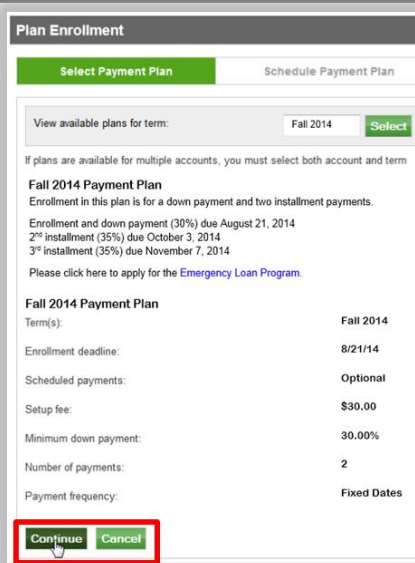 Plan Enrollment
Select Payment Plan Schedule Payment Plan
View available plans for term: Fall 2014 Select
If plans are available for multiple accounts, you must select both account and term
Fall 2014 Payment Plan
Enrollment in this plan is for a down payment and two installment payments.
Enrollment and down payment (30%) due August 21, 2014
2nd installment (35%) due October 3, 2014
3rd installment (35%) due November 7, 2014
Please click here to apply for the Emergency Loan Program.
Fall 2014 Payment Plan
Term(s): Fall 2014
Enrollment deadline: 8/21/14
Scheduled payments: Optional
Setup fee: $30.00
Minimum down payment: 30.00%
Number of payments: 2
Payment frequency: Fixed Dates
Continue Cancel